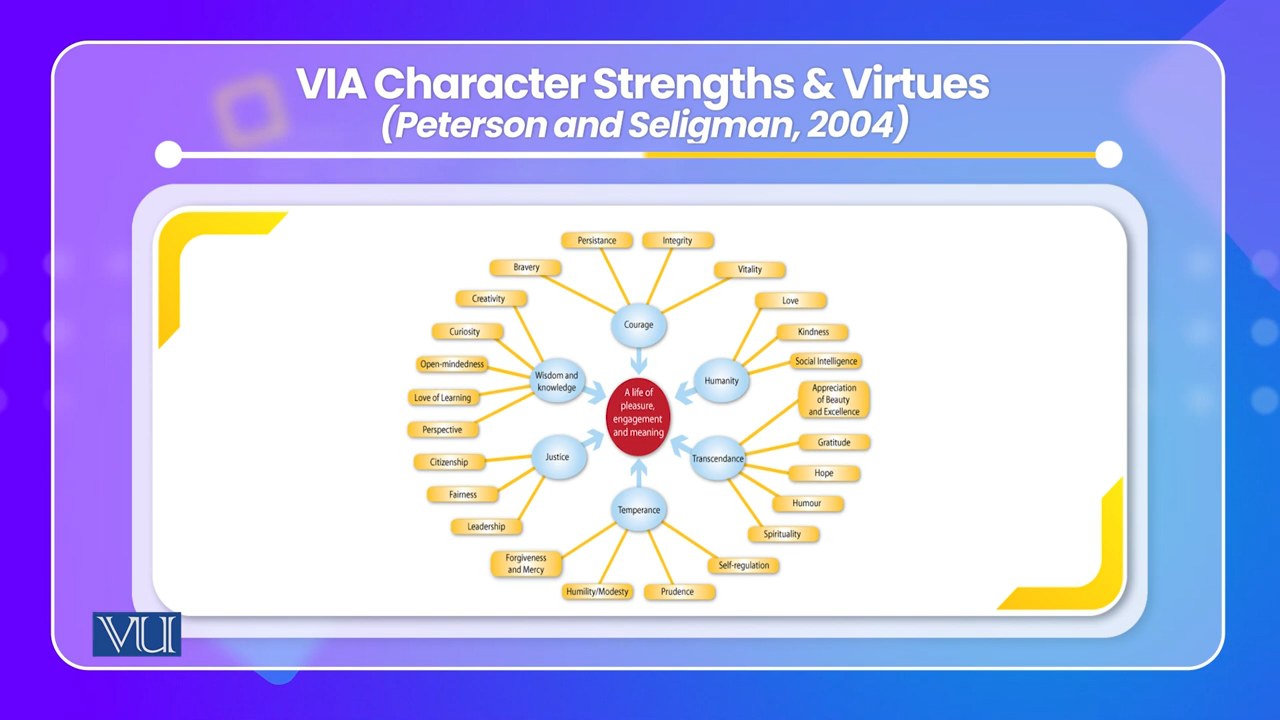 VIA Character Strengths & Virtues
(Peterson and Seligman, 2004)
Persistance
Integrity
Bravery
Vitality
Creativity
Love
Curiosity
Courage
Kindness
Open-mindedness
Social Intelligence
Wisdom and
knowledge
Humanity
Love of Learning
Appreciation
of Beauty
and Excellence
A life of
pleasure,
engagement
and meaning
Perspective
Gratitude
Citizenship
Justice
Transcendance
Hope
Fairness
Humour
Leadership
Temperance
Spirituality
Forgiveness
and Mercy
Self-regulation
Humility/Modesty
Prudence
VU